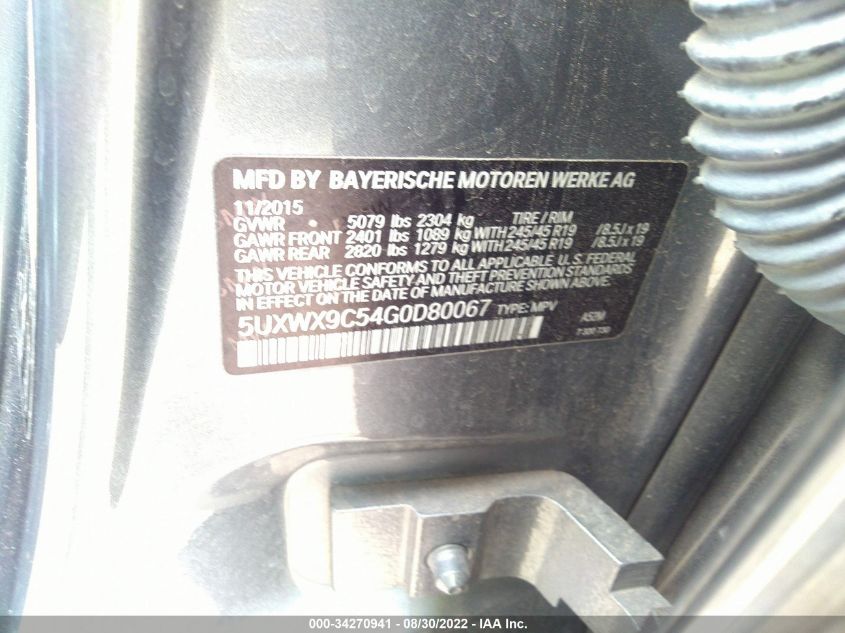 MFD BY BAYERISCHE MOTOREN WERKE AG
11/2015
GVWR 5079 lbs 2304 kg TIRE / RIM
GAWR FRONT 2401 lbs 1089 kg WITH 245/45 R19 / 8.5J x 19
GAWR REAR 2820 lbs 1279 kg WITH 245/45 R19 / 8.5J x 19
THIS VEHICLE CONFORMS TO ALL APPLICABLE U.S. FEDERAL
MOTOR VEHICLE SAFETY AND THEFT PREVENTION STANDARDS
IN EFFECT ON THE DATE OF MANUFACTURE SHOWN ABOVE.
5UXWX9C54G0D80067 TYPE: MPV
000-34270941 - 08/30/2022 - IAA Inc.